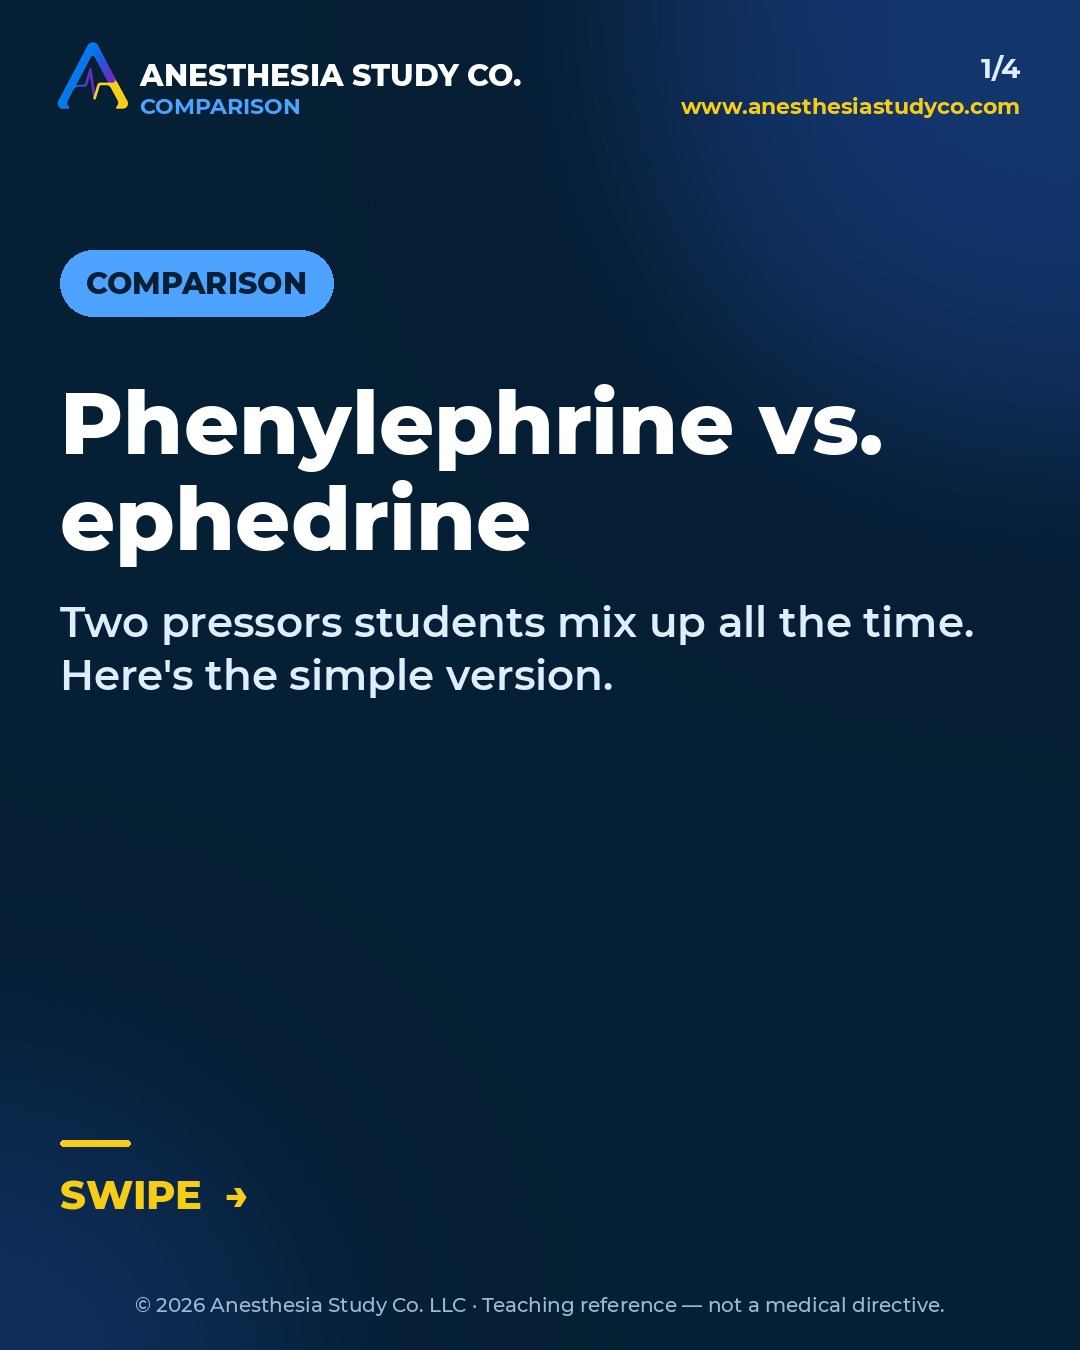 ANESTHESIA STUDY CO.
COMPARISON
1/4
www.anesthesiastudyco.com
COMPARISON
Phenylephrine vs.
ephedrine
Two pressors students mix up all the time.
Here's the simple version.
SWIPE →
© 2026 Anesthesia Study Co. LLC · Teaching reference — not a medical directive.